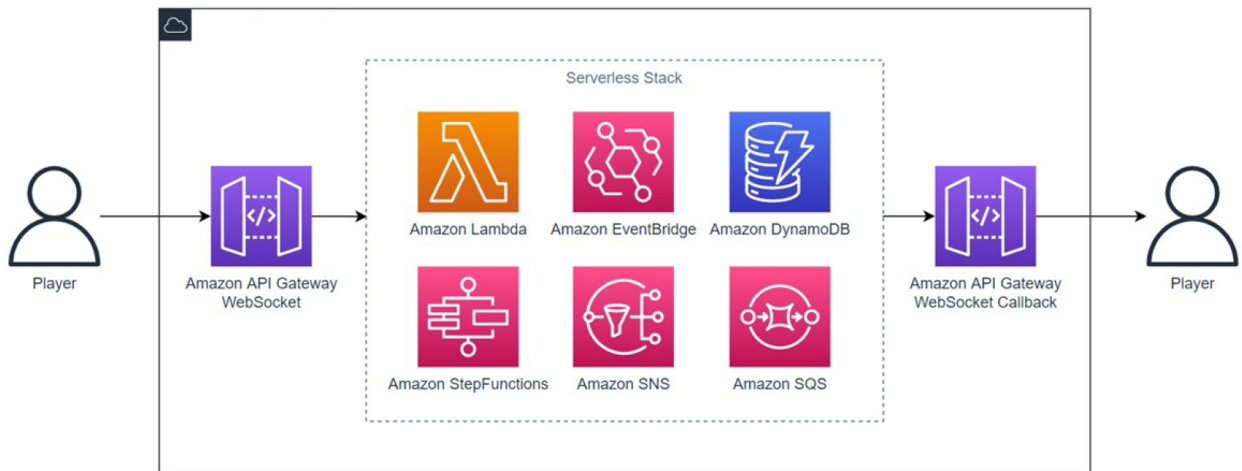 Serverless Stack
Amazon Lambda
Amazon EventBridge
Amazon DynamoDB
Player
</>
Amazon API Gateway
WebSocket
</>
Amazon API Gateway
WebSocket Callback
Player
Amazon StepFunctions
Amazon SNS
Amazon SQS